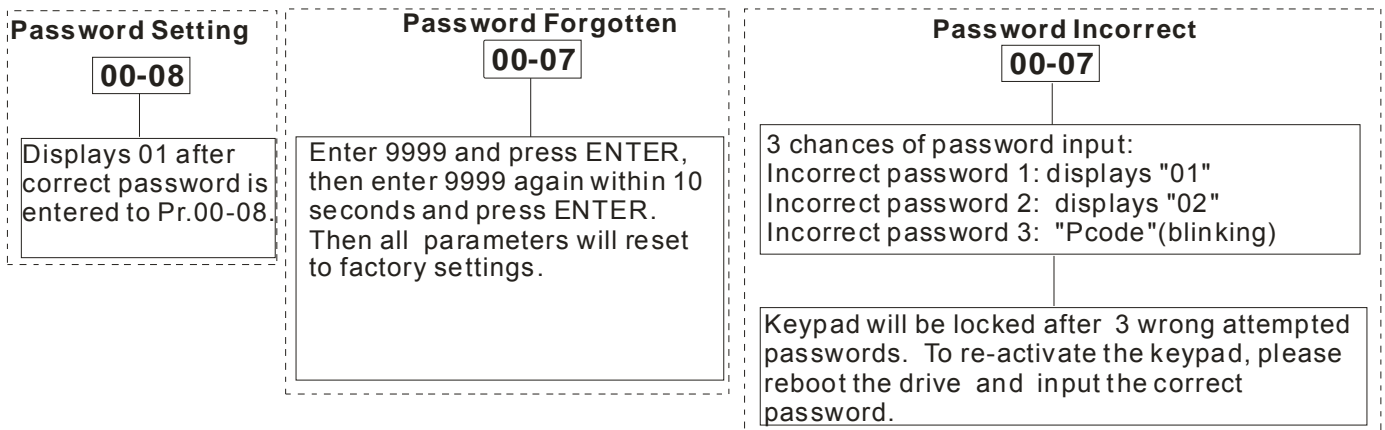 Password Setting
00-08
Displays 01 after
correct password is
entered to Pr.00-08.
Password Forgotten
00-07
Enter 9999 and press ENTER,
then enter 9999 again within 10
seconds and press ENTER.
Then all parameters will reset
to factory settings.
Password Incorrect
00-07
3 chances of password input:
Incorrect password 1: displays "01"
Incorrect password 2: displays "02"
Incorrect password 3: "Pcode"(blinking)
Keypad will be locked after 3 wrong attempted
passwords. To re-activate the keypad, please
reboot the drive and input the correct
password.